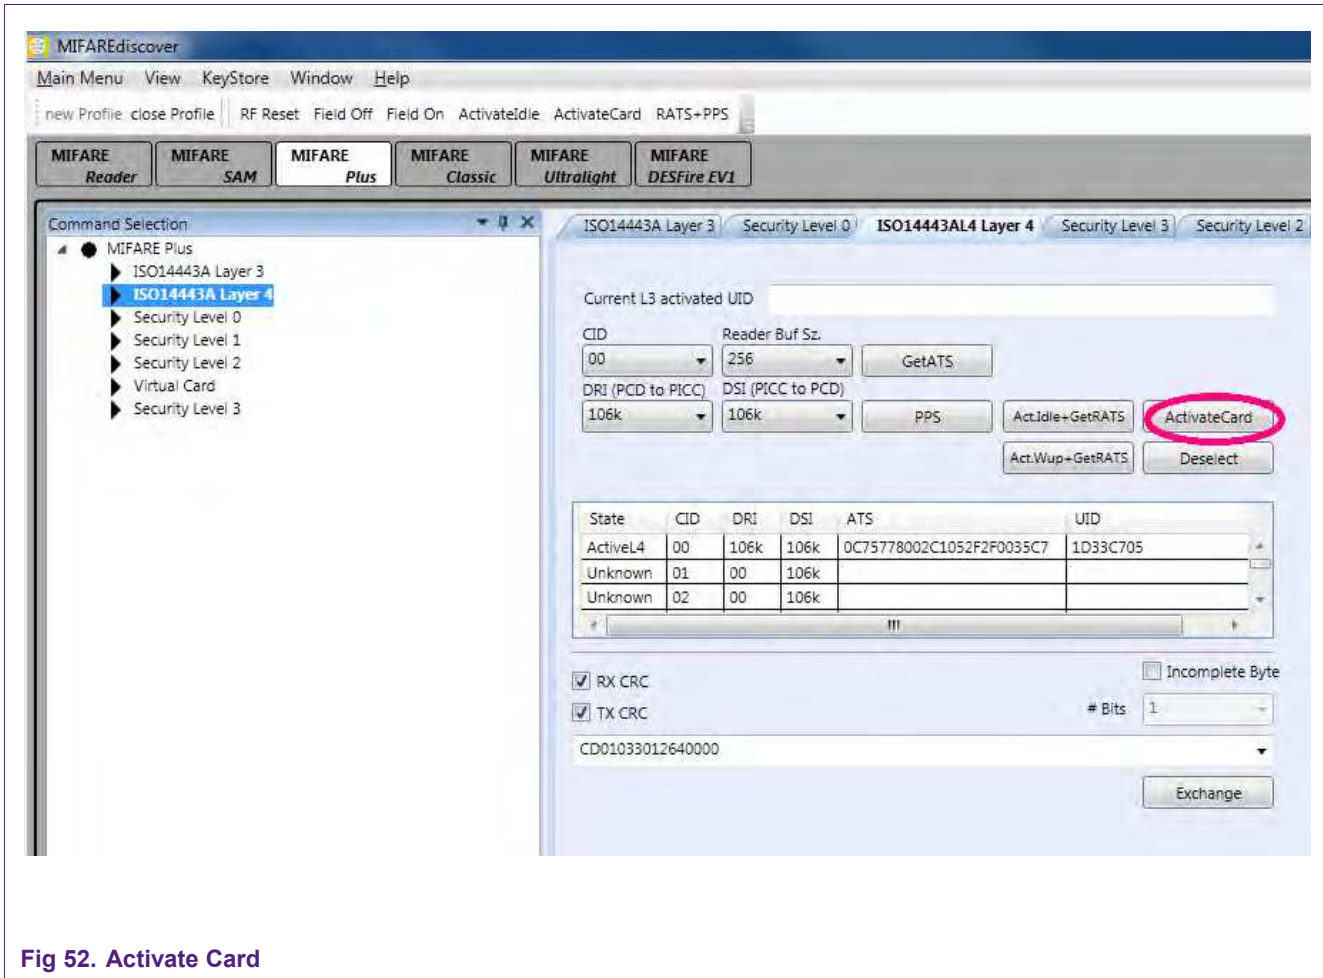 MIFAREdiscover
Main Menu View KeyStore Window Help
new Profile close Profile RF Reset Field Off Field On ActivateIdle ActivateCard RATS+PPS
MIFARE Reader MIFARE SAM MIFARE Plus MIFARE Classic MIFARE Ultralight MIFARE DESFire EV1
Command Selection
MIFARE Plus
ISO14443A Layer 3
ISO14443A Layer 4
Security Level 0
Security Level 1
Security Level 2
Virtual Card
Security Level 3
ISO14443A Layer 3 Security Level 0 ISO14443AL4 Layer 4 Security Level 3 Security Level 2
Current L3 activated UID
CID Reader Buf Sz.
00 256 GetATS
DRI (PCD to PICC) DSI (PICC to PCD)
106k 106k PPS Act.Idle+GetRATS ActivateCard
Act.Wup+GetRATS Deselect
State CID DRI DSI ATS UID
ActiveL4 00 106k 106k 0C75778002C1052F2F0035C7 1D33C705
Unknown 01 00 106k
Unknown 02 00 106k
RX CRC Incomplete Byte
TX CRC # Bits 1
CD01033012640000
Exchange
Fig 52. Activate Card